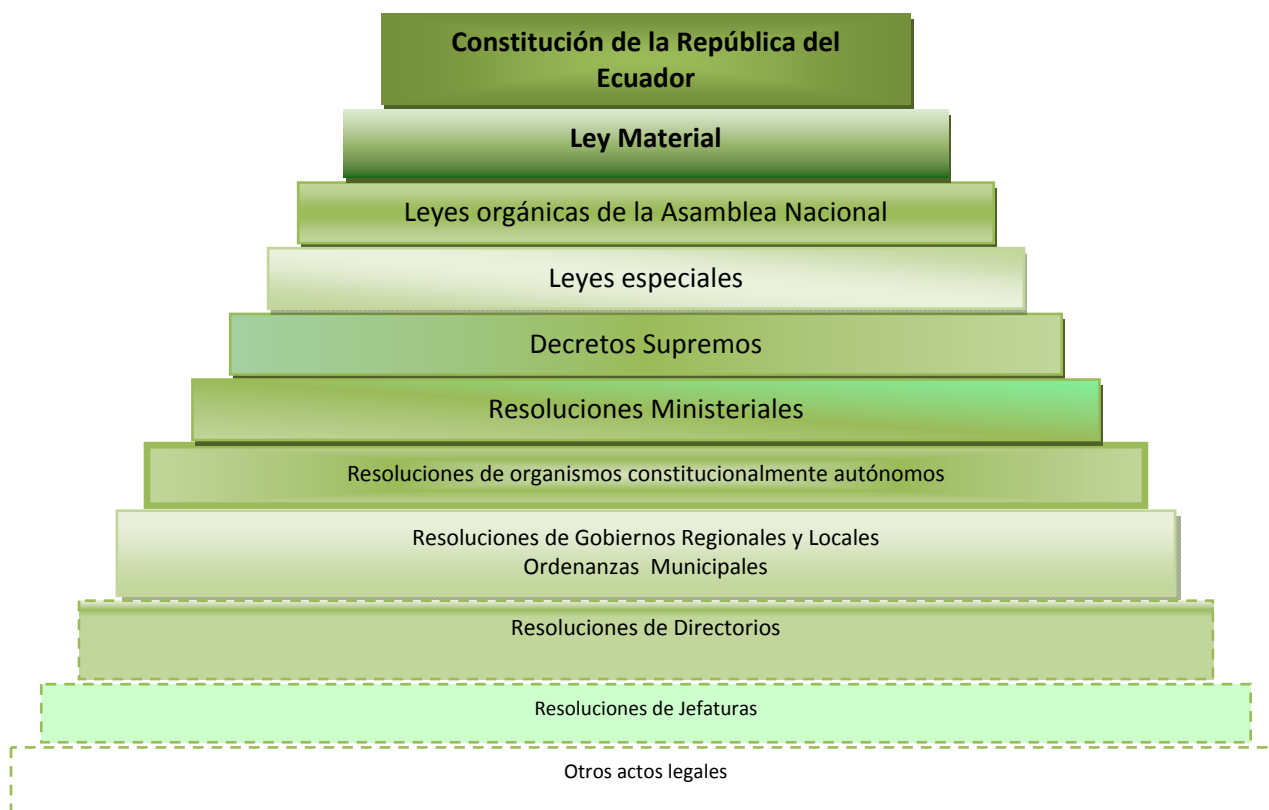 Constitución de la República del
Ecuador
Ley Material
Leyes orgánicas de la Asamblea Nacional
Leyes especiales
Decretos Supremos
Resoluciones Ministeriales
Resoluciones de organismos constitucionalmente autónomos
Resoluciones de Gobiernos Regionales y Locales
Ordenanzas Municipales
Resoluciones de Directorios
Resoluciones de Jefaturas
Otros actos legales